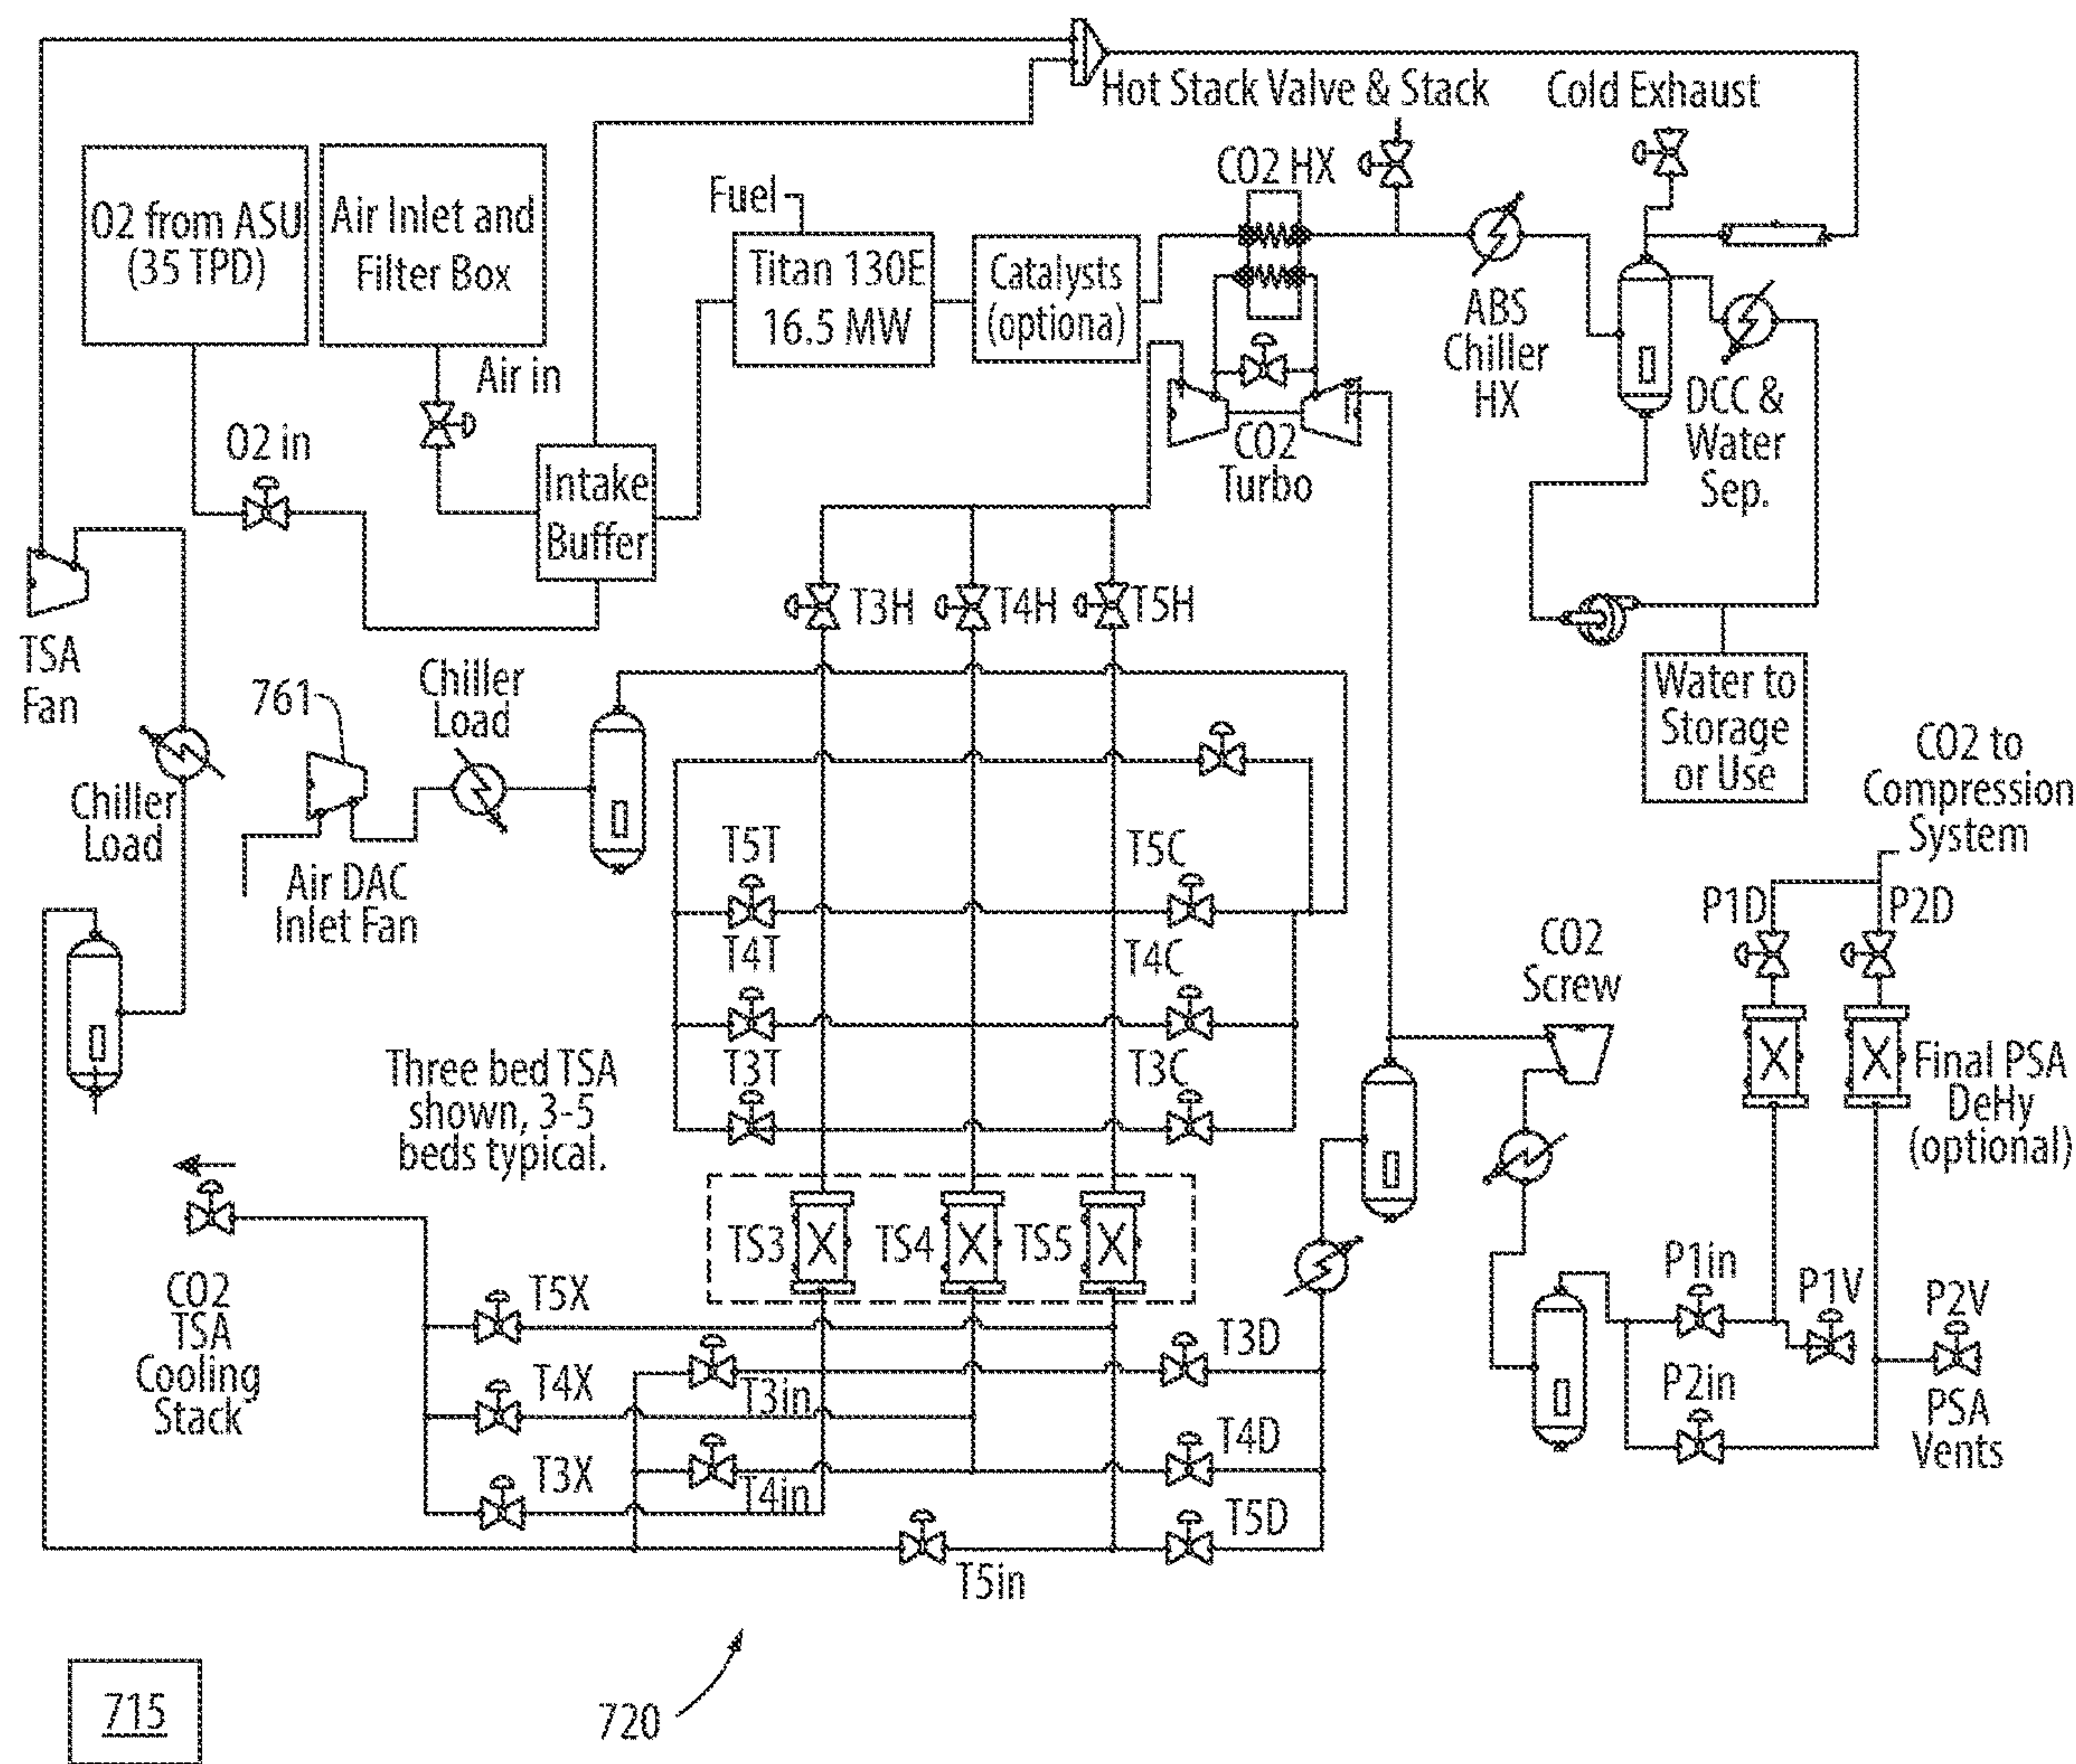 Hot Stack Valve & Stack
Cold Exhaust
O2 from ASU
(35 TPD)
Air Inlet and
Filter Box
Fuel
CO2 HX
Titan 130E
16.5 MW
Catalysts
(optiona)
ABS
Chiller
HX
DCC &
Water
Sep.
Air in
O2 in
Intake
Buffer
CO2
Turbo
TSA
Fan
T3H
T4H
T5H
761
Chiller
Load
Water to
Storage
or Use
Chiller
Load
Air DAC
Inlet Fan
CO2 to
Compression
System
T5T
T5C
T4T
T4C
T3T
T3C
P1D
P2D
CO2
Screw
Final PSA
DeHy
(optional)
Three bed TSA
shown, 3-5
beds typical.
TS3
TS4
TS5
CO2
TSA
Cooling
Stack
T5X
T3D
T3in
T4X
T4D
T4in
T3X
T5D
T5in
P1in
P1V
P2V
P2in
PSA
Vents
715
720